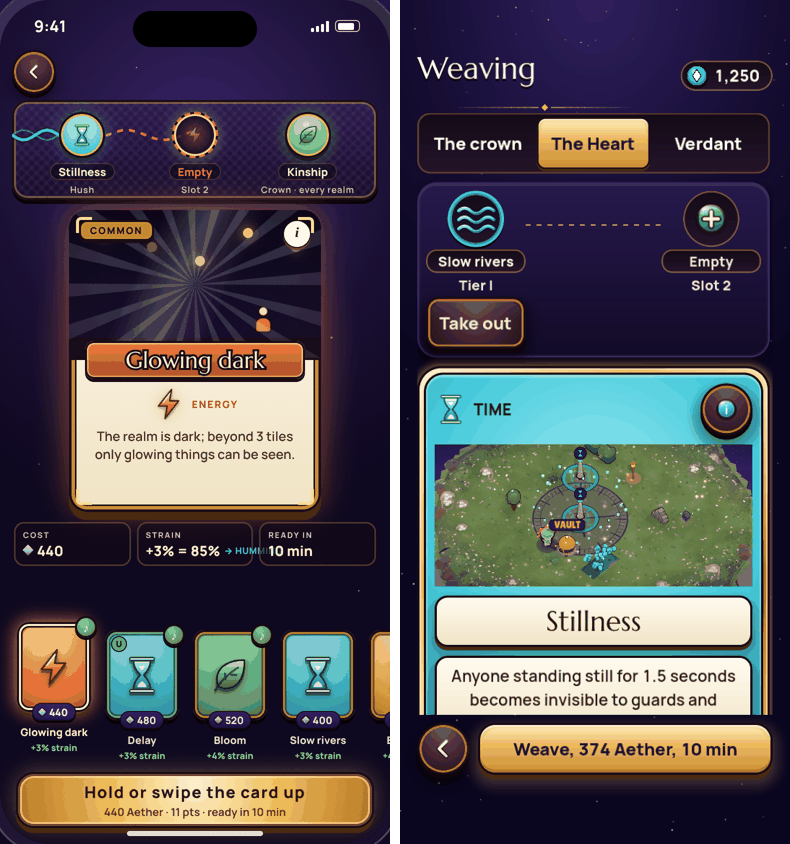 9:41
Stillness
Hush
Empty
Slot 2
Kinship
Crown · every realm
COMMON
i
Glowing dark
ENERGY
The realm is dark; beyond 3 tiles
only glowing things can be seen.
COST
440
STRAIN
+3% = 85% → HUMM
READY IN
10 min
440
Glowing dark
+3% strain
U
480
Delay
+3% strain
520
Bloom
+4% strain
400
Slow rivers
+3% strain
Hold or swipe the card up
440 Aether · 11 pts · ready in 10 min
Weaving
1,250
The crown
The Heart
Verdant
Slow rivers
Tier I
Empty
Slot 2
Take out
TIME
i
VAULT
Stillness
Anyone standing still for 1.5 seconds
becomes invisible to guards and
Weave, 374 Aether, 10 min